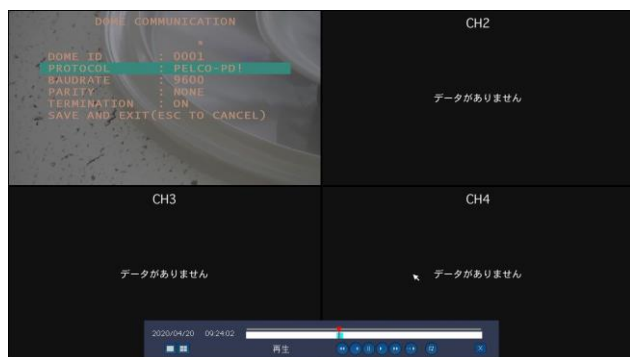 DOME COMMUNICATION
DOME ID : 0001
PROTOCOL : PELCO-PD!
BAUDRATE : 9600
PARITY : NONE
TERMINATION : ON
SAVE AND EXIT(ESC TO CANCEL)
CH2
データがありません
CH3
データがありません
CH4
データがありません
2020/04/20 09:24:02
再生